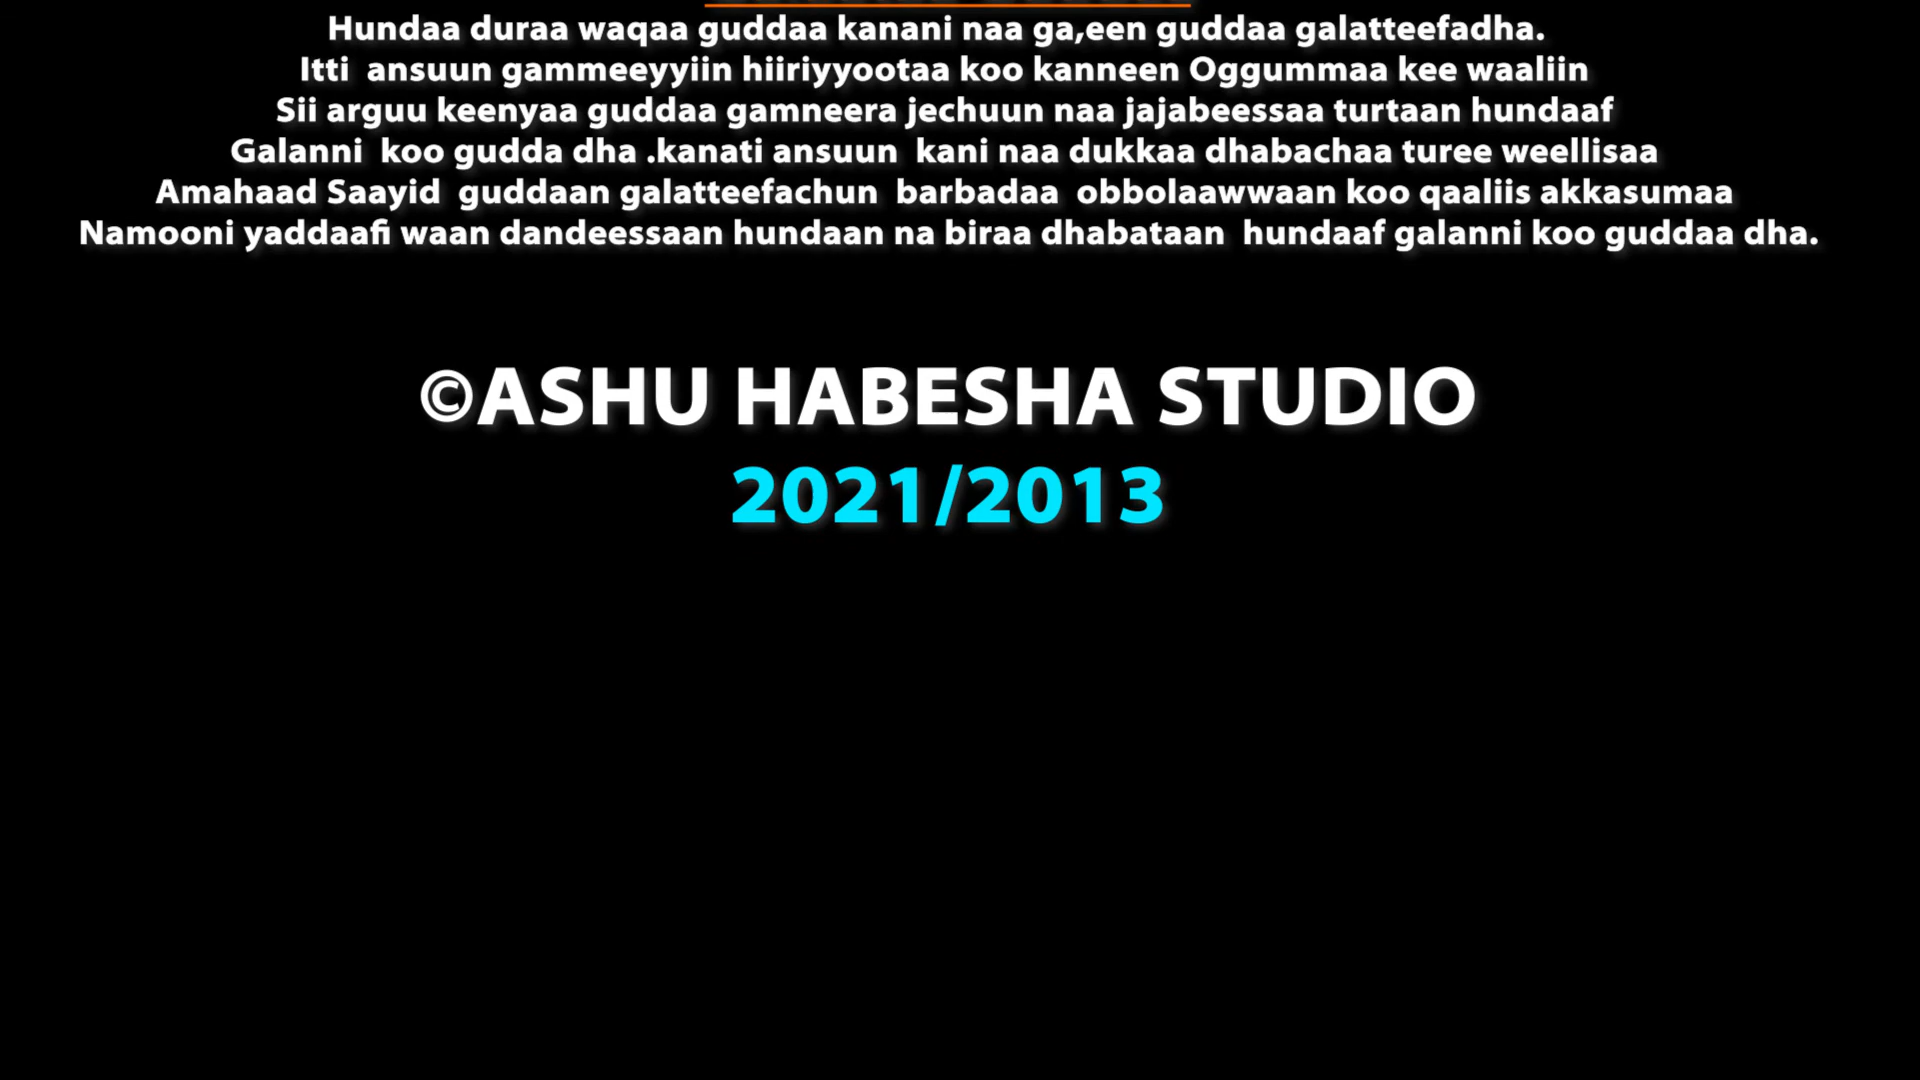 Hundaa duraa waqaa guddaa kanani naa ga,een guddaa galatteefadha.
Itti ansuun gammeeyyiin hiiriyyootaa koo kanneen Oggummaa kee waaliin
Sii arguu keenyaa guddaa gamneera jechuun naa jajabeessaa turtaan hundaaf
Galanni koo gudda dha .kanati ansuun kani naa dukkaa dhabachaa turee weellisaa
Amahaad Saayid guddaan galatteefachun barbadaa obbolaawwaan koo qaaliis akkasumaa
Namooni yaddaafi waan dandeessaan hundaan na biraa dhabataan hundaaf galanni koo guddaa dha.
©ASHU HABESHA STUDIO
2021/2013